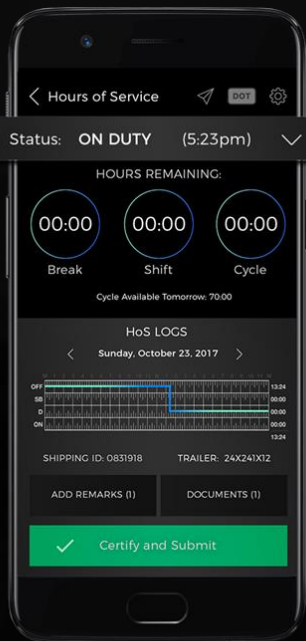 Hours of Service DOT
Status: ON DUTY (5:23pm)
HOURS REMAINING:
00:00 00:00 00:00
Break Shift Cycle
Cycle Available Tomorrow: 70:00
HoS LOGS
Sunday, October 23, 2017
OFF 13:24
SB 00:00
D 00:00
ON 00:00
13:24
SHIPPING ID: 0831918 TRAILER: 24X241X12
ADD REMARKS (1) DOCUMENTS (1)
Certify and Submit